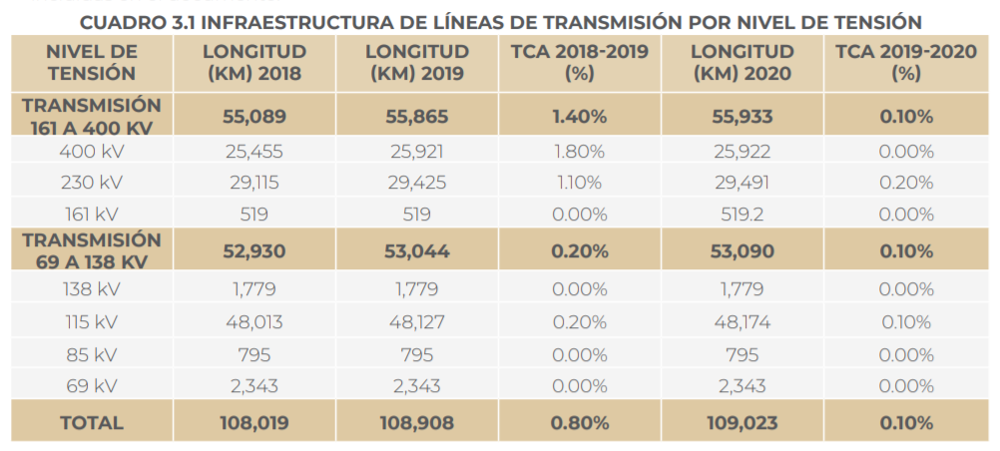 CUADRO 3.1 INFRAESTRUCTURA DE LÍNEAS DE TRANSMISIÓN POR NIVEL DE TENSIÓN
NIVEL DE TENSIÓN LONGITUD (KM) 2018 LONGITUD (KM) 2019 TCA 2018-2019 (%) LONGITUD (KM) 2020 TCA 2019-2020 (%)
TRANSMISIÓN 161 A 400 KV 55,089 55,865 1.40% 55,933 0.10%
400 kV 25,455 25,921 1.80% 25,922 0.00%
230 kV 29,115 29,425 1.10% 29,491 0.20%
161 kV 519 519 0.00% 519.2 0.00%
TRANSMISIÓN 69 A 138 KV 52,930 53,044 0.20% 53,090 0.10%
138 kV 1,779 1,779 0.00% 1,779 0.00%
115 kV 48,013 48,127 0.20% 48,174 0.10%
85 kV 795 795 0.00% 795 0.00%
69 kV 2,343 2,343 0.00% 2,343 0.00%
TOTAL 108,019 108,908 0.80% 109,023 0.10%